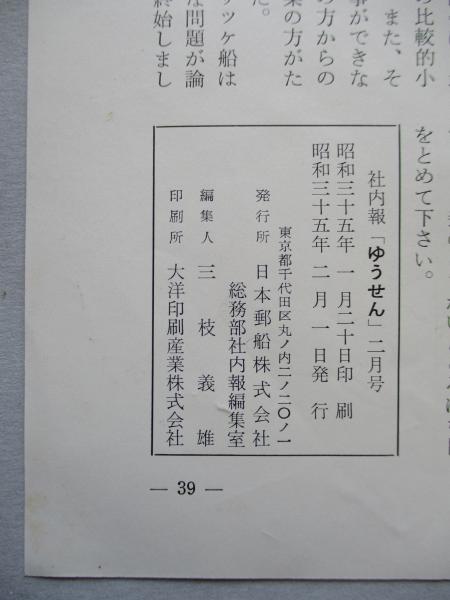 の比較的小
また、そ
事ができな
の方からの
業の方がた
た。
ツケ船は
な問題が論
終始しまし
をとめて下さい。
社内報「ゆうせん」二月号
昭和三十五年一月二十日印刷
昭和三十五年二月一日発行
東京都千代田区丸ノ内二ノ二〇ノ一
発行所 日本郵船株式会社
総務部社内報編集室
編集人 三枝義雄
印刷所 大洋印刷産業株式会社
— 39 —